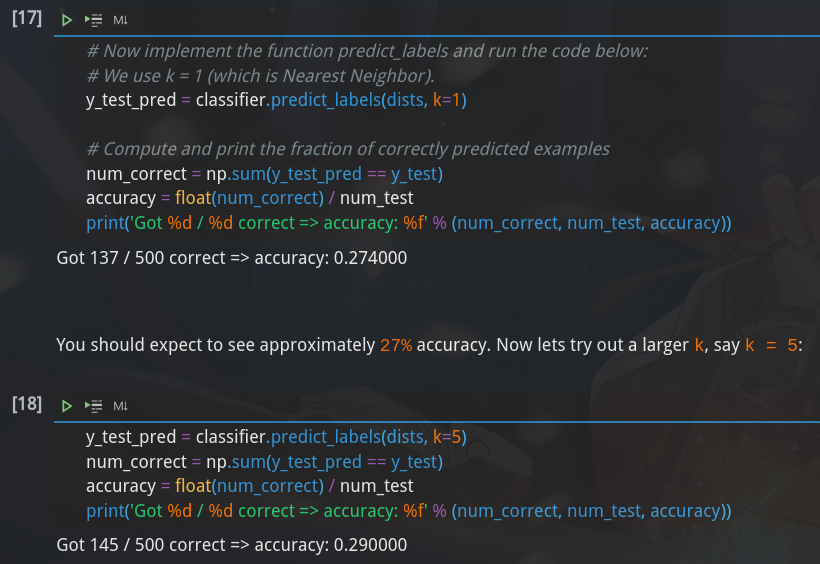 [17]
M↓
# Now implement the function predict_labels and run the code below:
# We use k = 1 (which is Nearest Neighbor).
y_test_pred = classifier.predict_labels(dists, k=1)
# Compute and print the fraction of correctly predicted examples
num_correct = np.sum(y_test_pred == y_test)
accuracy = float(num_correct) / num_test
print('Got %d / %d correct => accuracy: %f' % (num_correct, num_test, accuracy))
Got 137 / 500 correct => accuracy: 0.274000
You should expect to see approximately 27% accuracy. Now lets try out a larger k, say k = 5:
[18]
M↓
y_test_pred = classifier.predict_labels(dists, k=5)
num_correct = np.sum(y_test_pred == y_test)
accuracy = float(num_correct) / num_test
print('Got %d / %d correct => accuracy: %f' % (num_correct, num_test, accuracy))
Got 145 / 500 correct => accuracy: 0.290000